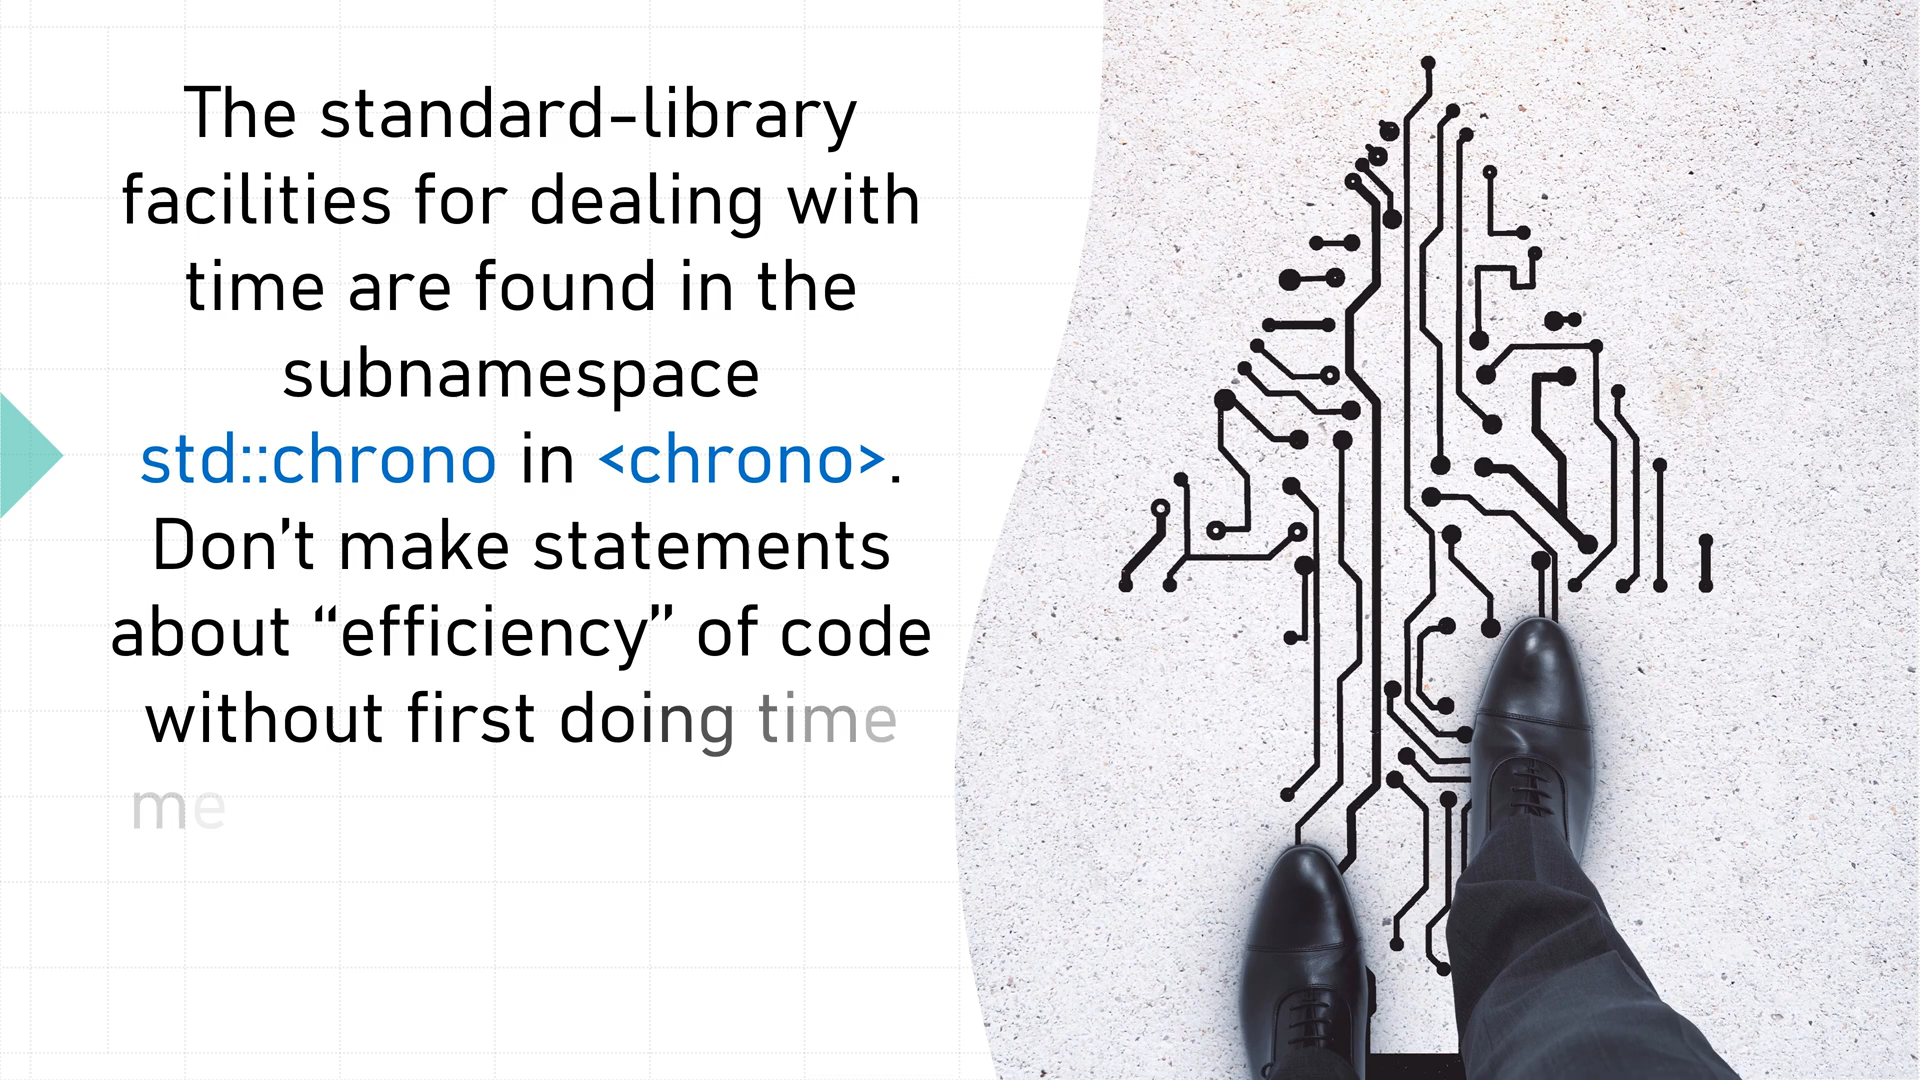 The standard-library
facilities for dealing with
time are found in the
subnamespace
std::chrono in <chrono>.
Don’t make statements
about “efficiency” of code
without first doing time
me